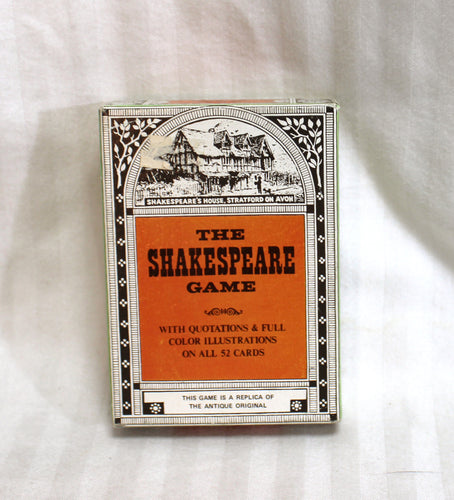 SHAKESPEARE'S HOUSE, STRATFORD ON AVON
THE
SHAKESPEARE
GAME
WITH QUOTATIONS & FULL
COLOR ILLUSTRATIONS
ON ALL 52 CARDS
THIS GAME IS A REPLICA OF
THE ANTIQUE ORIGINAL